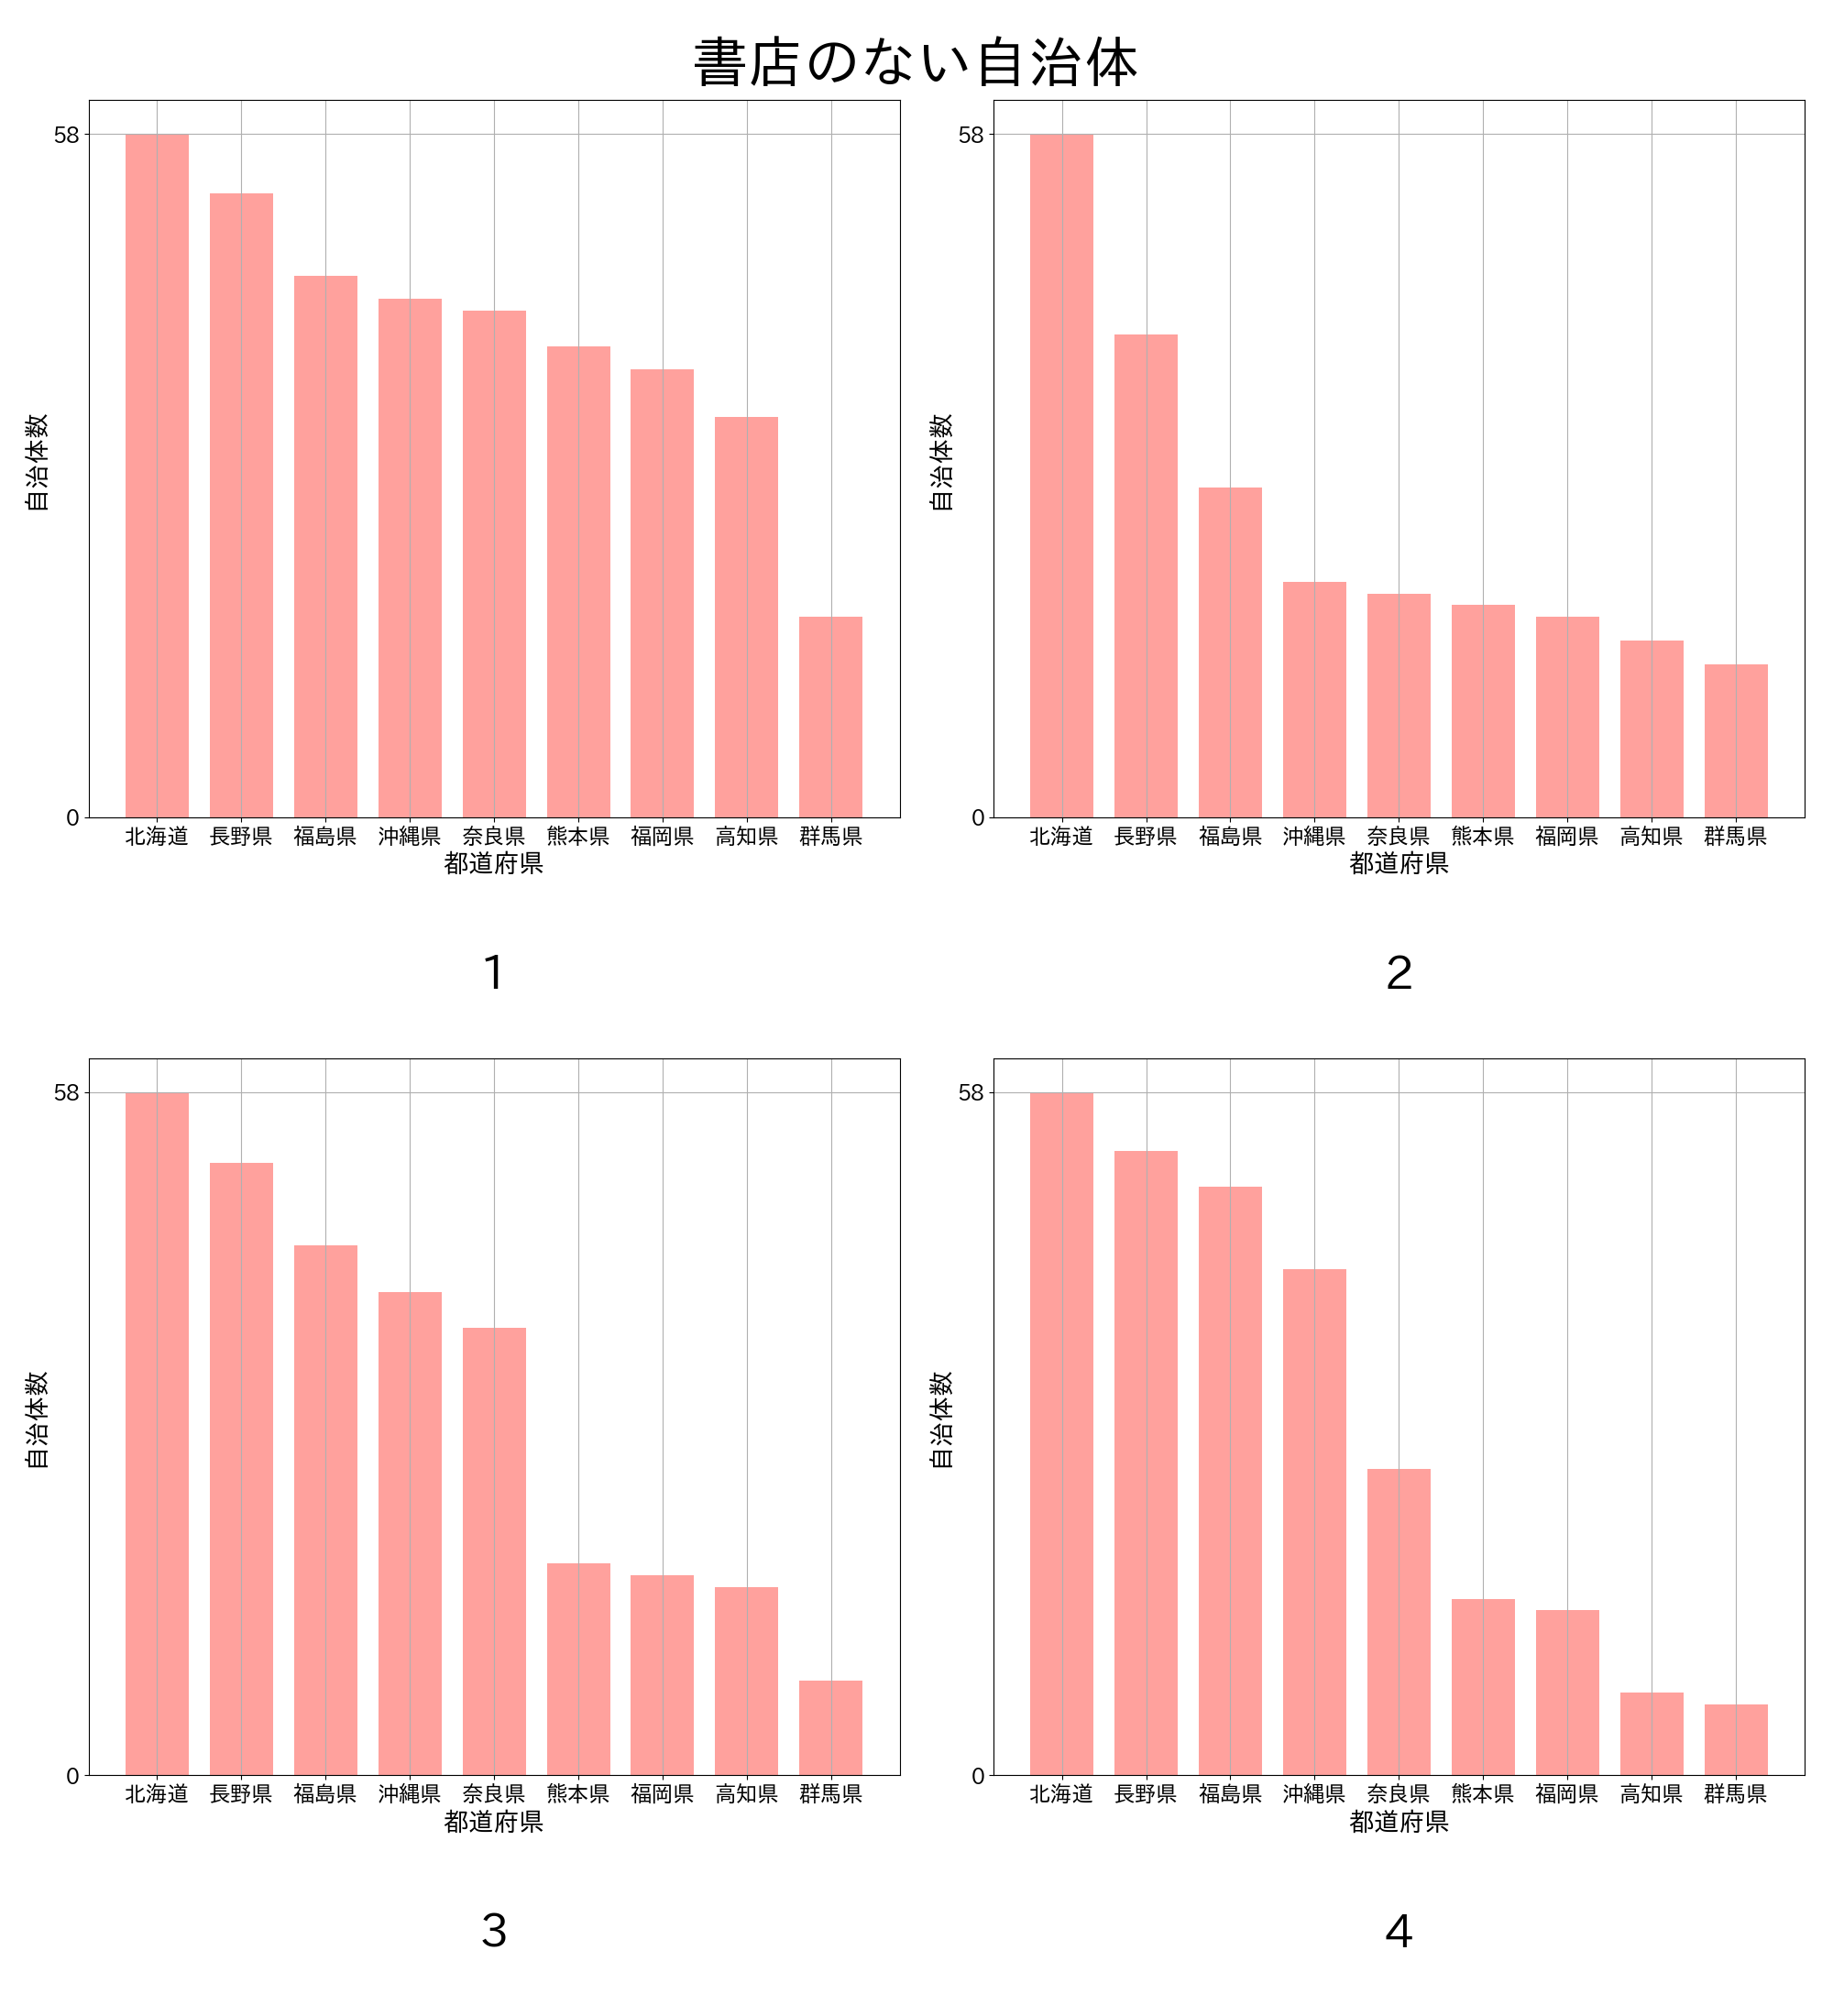 書店のない自治体
58
0
自治体数
北海道 長野県 福島県 沖縄県 奈良県 熊本県 福岡県 高知県 群馬県
都道府県
1
58
0
自治体数
北海道 長野県 福島県 沖縄県 奈良県 熊本県 福岡県 高知県 群馬県
都道府県
2
58
0
自治体数
北海道 長野県 福島県 沖縄県 奈良県 熊本県 福岡県 高知県 群馬県
都道府県
3
58
0
自治体数
北海道 長野県 福島県 沖縄県 奈良県 熊本県 福岡県 高知県 群馬県
都道府県
4